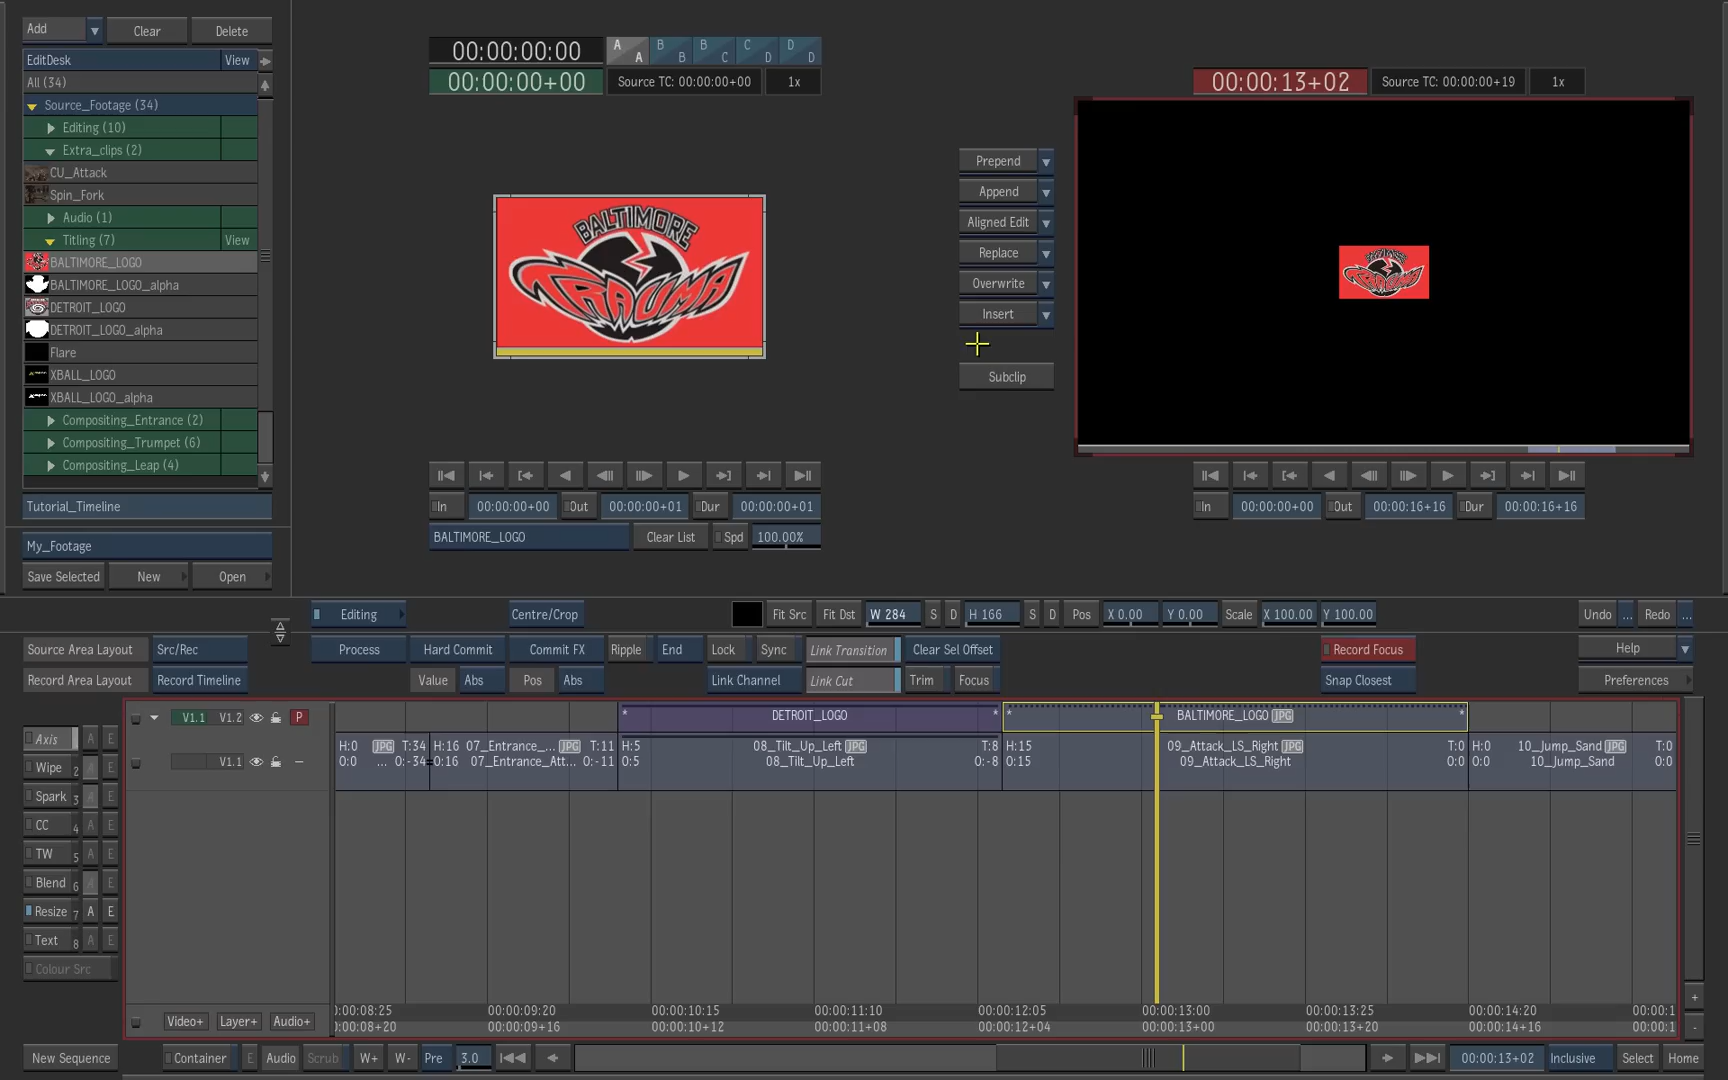 Add Clear Delete
EditDesk View
All (34)
Source_Footage (34)
Editing (10)
Extra_clips (2)
CU_Attack
Spin_Fork
Audio (1)
Titling (7) View
BALTIMORE_LOGO
BALTIMORE_LOGO_alpha
DETROIT_LOGO
DETROIT_LOGO_alpha
Flare
XBALL_LOGO
XBALL_LOGO_alpha
Compositing_Entrance (2)
Compositing_Trumpet (6)
Compositing_Leap (4)
Tutorial_Timeline
My_Footage
Save Selected New Open
00:00:00:00 A A B B B C C D D D
00:00:00+00 Source TC: 00:00:00+00 1x
BALTIMORE
TRAUMA
In 00:00:00+00 Out 00:00:00+01 Dur 00:00:00+01
BALTIMORE_LOGO Clear List Spd 100.00%
Prepend
Append
Aligned Edit
Replace
Overwrite
Insert
Subclip
00:00:13+02 Source TC: 00:00:00+19 1x
BALTIMORE
TRAUMA
In 00:00:00+00 Out 00:00:16+16 Dur 00:00:16+16
Editing Centre/Crop Fit Src Fit Dst W 284 S D H 166 S D Pos X 0.00 Y 0.00 Scale X 100.00 Y 100.00 Undo ... Redo ...
Source Area Layout Src/Rec Process Hard Commit Commit FX Ripple End Lock Sync Link Transition Clear Sel Offset Record Focus Help
Record Area Layout Record Timeline Value Abs Pos Abs Link Channel Link Cut Trim Focus Snap Closest Preferences
V1.1 V1.2 P * DETROIT_LOGO * * BALTIMORE_LOGO JPG *
Axis A E
Wipe 2 A E
Spark 3 A E
CC 4 A E
TW 5 A E
Blend 6 A E
Resize 7 A E
Text 8 A E
Colour Src
V1.1
H:0 JPG T:34 H:16 07_Entrance_... JPG T:11 H:5 08_Tilt_Up_Left JPG T:8 H:15 09_Attack_LS_Right JPG T:0 H:0 10_Jump_Sand JPG T:0
O:0 ... O:-34 O:16 07_Entrance_Att... O:-11 O:5 08_Tilt_Up_Left O:-8 O:15 09_Attack_LS_Right O:0 O:0 10_Jump_Sand O:0
Video+ Layer+ Audio+
):00:08:25 00:00:09:20 00:00:10:15 00:00:11:10 00:00:12:05 00:00:13:00 00:00:13:25 00:00:14:20 00:00:1
):00:08+20 00:00:09+16 00:00:10+12 00:00:11+08 00:00:12+04 00:00:13+00 00:00:13+20 00:00:14+16 00:00:1
New Sequence Container E Audio Scrub W+ W- Pre 3.0 00:00:13+02 Inclusive Select Home